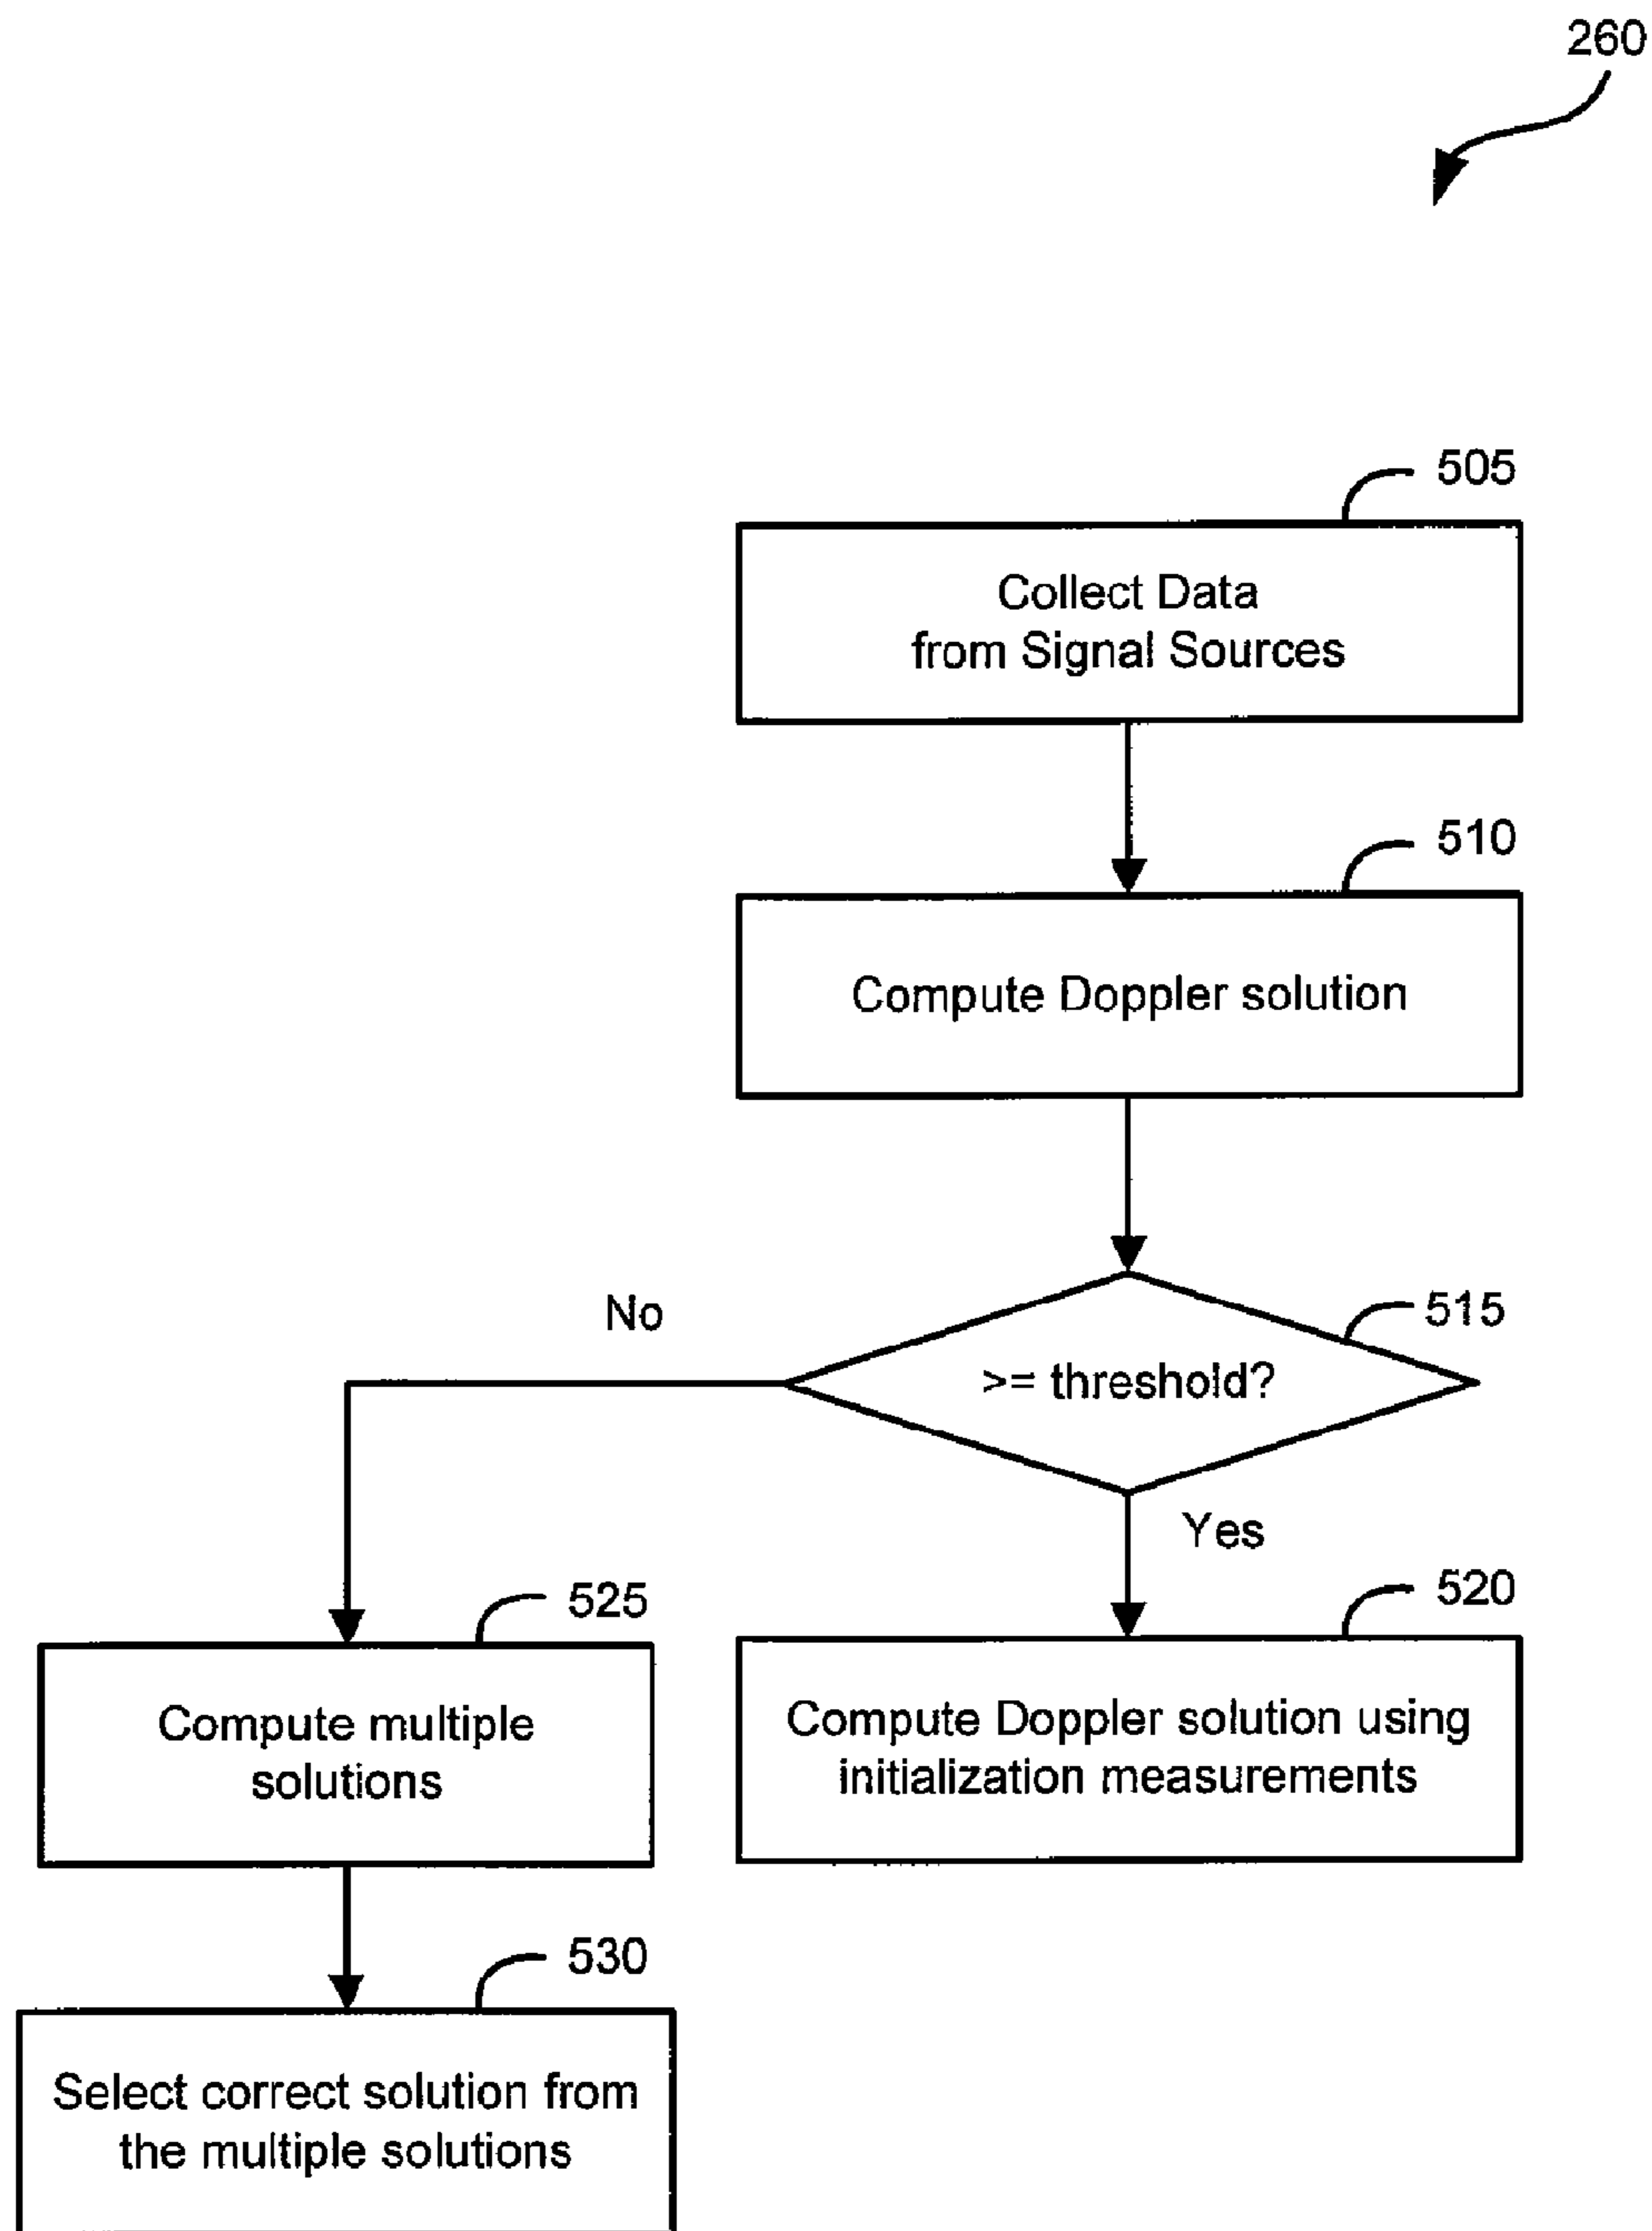 260
505
Collect Data
from Signal Sources
510
Compute Doppler solution
515
>= threshold?
No
Yes
520
Compute Doppler solution using
initialization measurements
525
Compute multiple
solutions
530
Select correct solution from
the multiple solutions